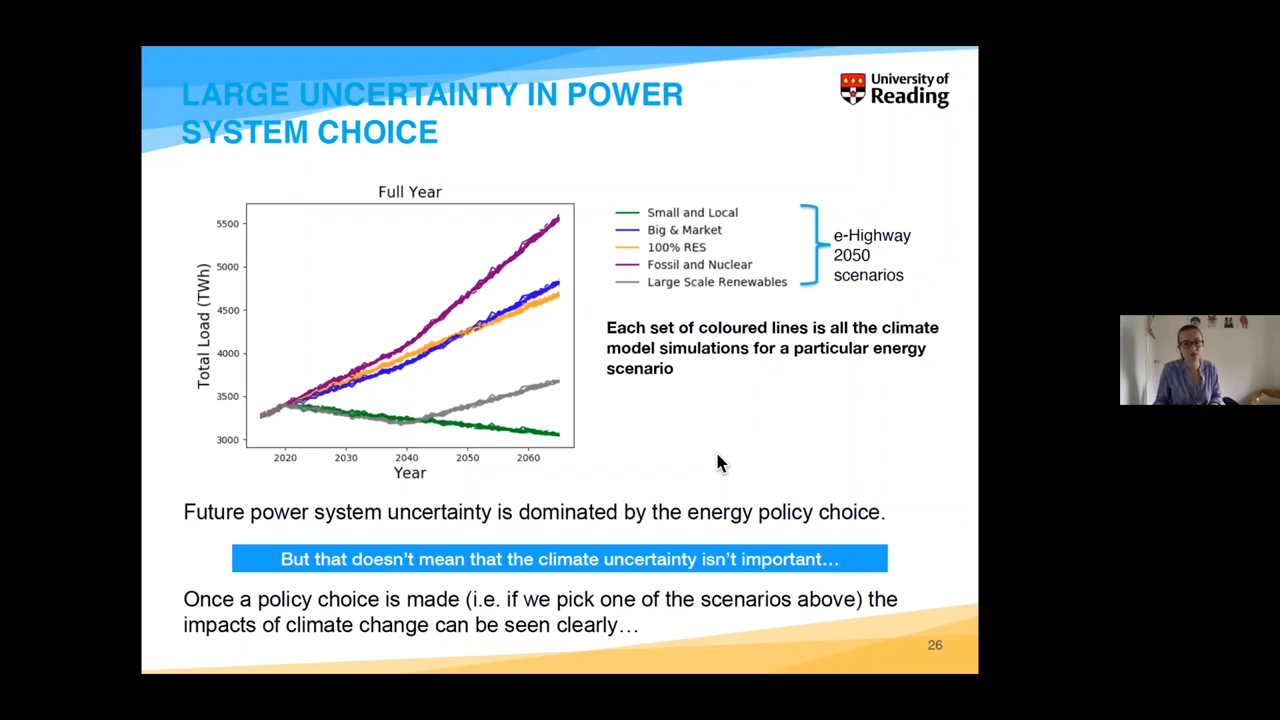 LARGE UNCERTAINTY IN POWER
SYSTEM CHOICE
University of
Reading
Full Year
5500
5000
4500
4000
3500
3000
Total Load (TWh)
2020 2030 2040 2050 2060
Year
Small and Local
Big & Market
100% RES
Fossil and Nuclear
Large Scale Renewables
e-Highway
2050
scenarios
Each set of coloured lines is all the climate
model simulations for a particular energy
scenario
Future power system uncertainty is dominated by the energy policy choice.
But that doesn't mean that the climate uncertainty isn't important…
Once a policy choice is made (i.e. if we pick one of the scenarios above) the
impacts of climate change can be seen clearly…
26